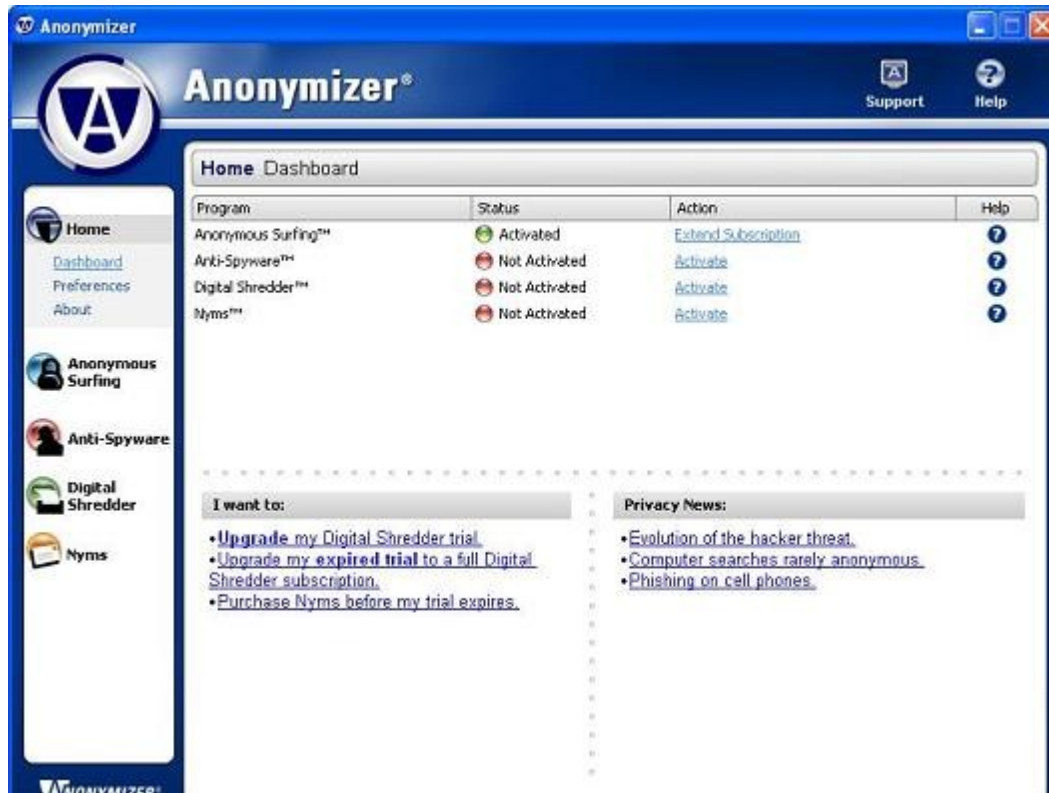 Anonymizer
Anonymizer®
Support
Help
Home Dashboard
Program Status Action Help
Anonymous Surfing™ Activated Extend Subscription
Anti-Spyware™ Not Activated Activate
Digital Shredder™ Not Activated Activate
Nyms™ Not Activated Activate
Home
Dashboard
Preferences
About
Anonymous
Surfing
Anti-Spyware
Digital
Shredder
Nyms
I want to:
•Upgrade my Digital Shredder trial.
•Upgrade my expired trial to a full Digital
Shredder subscription.
•Purchase Nyms before my trial expires.
Privacy News:
•Evolution of the hacker threat.
•Computer searches rarely anonymous.
•Phishing on cell phones.
ANONYMIZER®